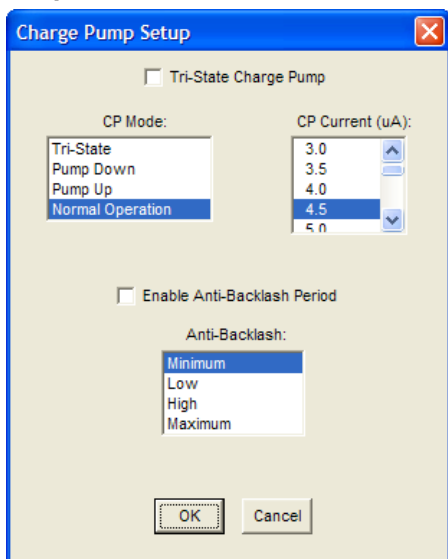 Charge Pump Setup
Tri-State Charge Pump
CP Mode:
Tri-State
Pump Down
Pump Up
Normal Operation
CP Current (uA):
3.0
3.5
4.0
4.5
5.0
Enable Anti-Backlash Period
Anti-Backlash:
Minimum
Low
High
Maximum
OK
Cancel